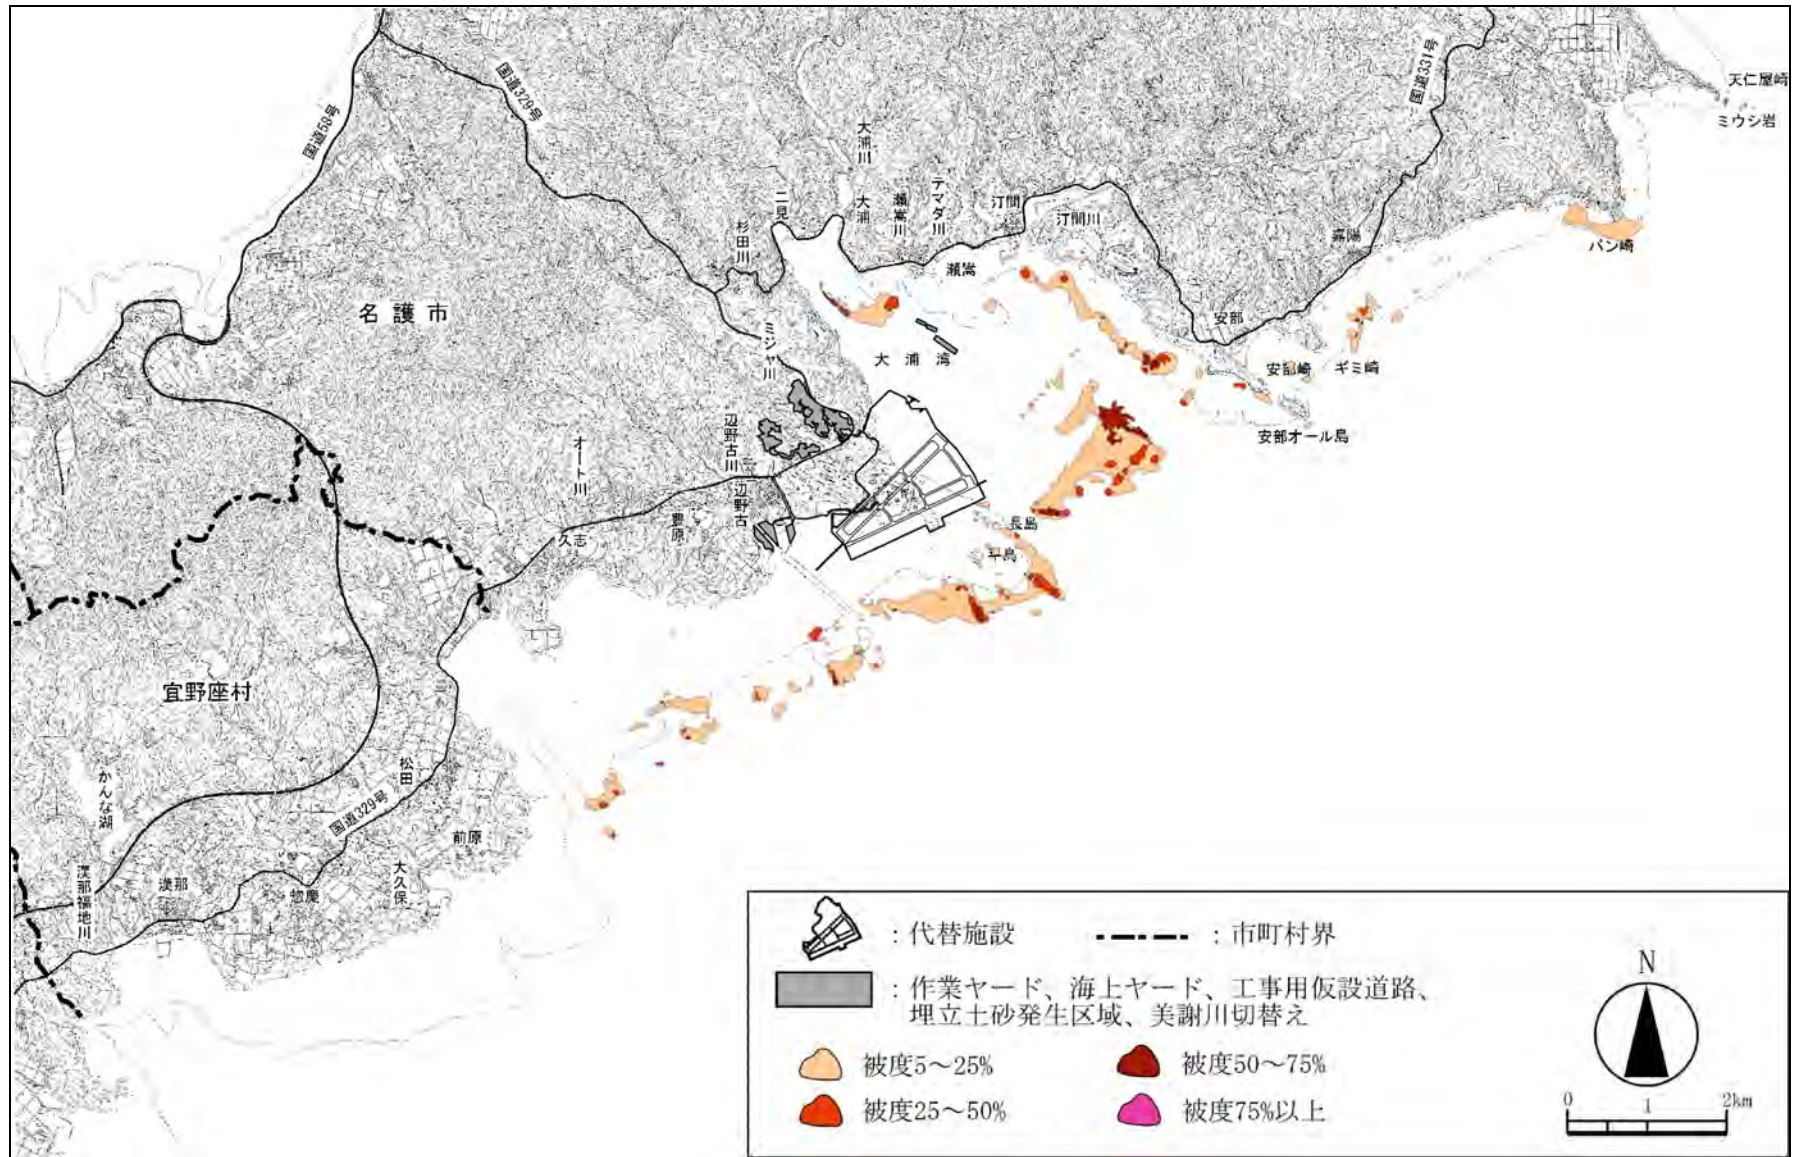 国道58号
国道329号
国道331号
天仁屋崎
ミウシ岩
バン崎
嘉陽
大浦川
大浦
瀬嵩川
テマダ川
汀間
汀間川
二見
杉田川
瀬嵩
名護市
ミジャ川
大浦湾
安部
安部崎
ギミ崎
安部オール島
辺野古川
辺野古
オート川
久志
豊原
長島
平島
宜野座村
かんな湖
松田
国道329号
前原
大久保
惣慶
漢那
漢那福地川
：代替施設
：市町村界
：作業ヤード、海上ヤード、工事用仮設道路、
埋立土砂発生区域、美謝川切替え
被度5～25%
被度50～75%
被度25～50%
被度75%以上
N
0 1 2km